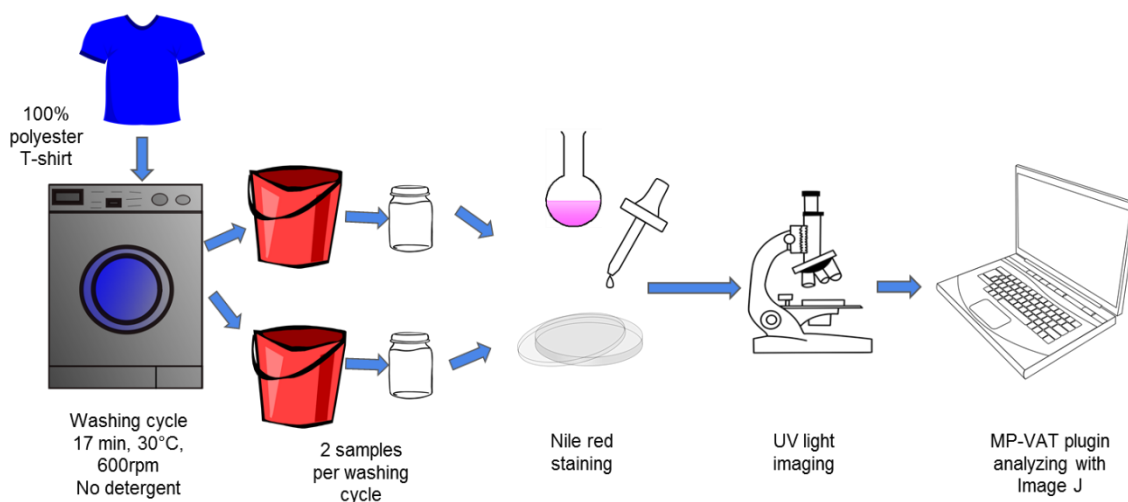 100%
polyester
T-shirt
Washing cycle
17 min, 30°C,
600rpm
No detergent
2 samples
per washing
cycle
Nile red
staining
UV light
imaging
MP-VAT plugin
analyzing with
Image J